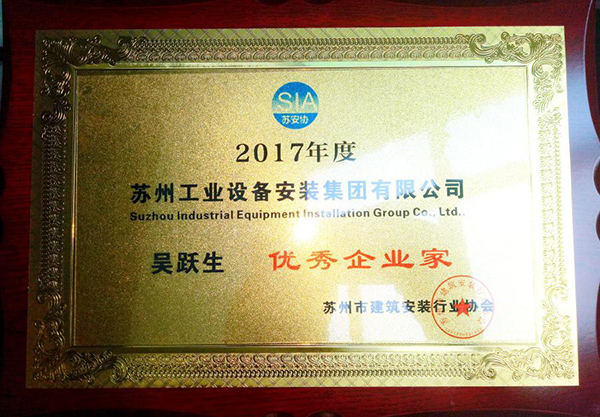 SIA
苏安协
2017年度
苏州工业设备安装集团有限公司
Suzhou Industrial Equipment Installation Group Co., Ltd..
吴跃生 优秀企业家
苏州市建筑安装行业协会